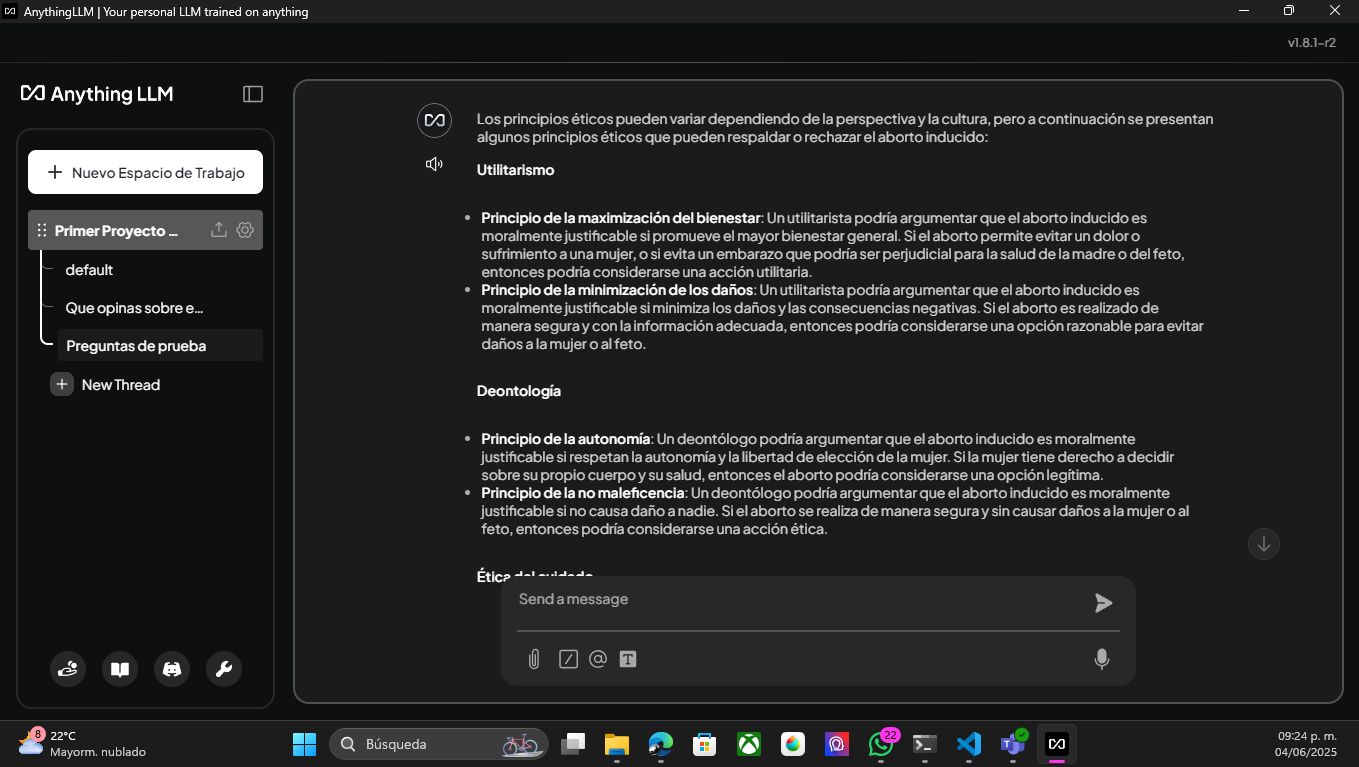 AnythingLLM | Your personal LLM trained on anything
v1.8.1-r2
Anything LLM
Nuevo Espacio de Trabajo
Primer Proyecto ...
default
Que opinas sobre e...
Preguntas de prueba
New Thread
Los principios éticos pueden variar dependiendo de la perspectiva y la cultura, pero a continuación se presentan
algunos principios éticos que pueden respaldar o rechazar el aborto inducido:
Utilitarismo
• Principio de la maximización del bienestar: Un utilitarista podría argumentar que el aborto inducido es
moralmente justificable si promueve el mayor bienestar general. Si el aborto permite evitar un dolor o
sufrimiento a una mujer, o si evita un embarazo que podría ser perjudicial para la salud de la madre o del feto,
entonces podría considerarse una acción utilitaria.
• Principio de la minimización de los daños: Un utilitarista podría argumentar que el aborto inducido es
moralmente justificable si minimiza los daños y las consecuencias negativas. Si el aborto es realizado de
manera segura y con la información adecuada, entonces podría considerarse una opción razonable para evitar
daños a la mujer o al feto.
Deontología
• Principio de la autonomía: Un deontólogo podría argumentar que el aborto inducido es moralmente
justificable si respetan la autonomía y la libertad de elección de la mujer. Si la mujer tiene derecho a decidir
sobre su propio cuerpo y su salud, entonces el aborto podría considerarse una opción legítima.
• Principio de la no maleficencia: Un deontólogo podría argumentar que el aborto inducido es moralmente
justificable si no causa daño a nadie. Si el aborto se realiza de manera segura y sin causar daños a la mujer o al
feto, entonces podría considerarse una acción ética.
Ética del cuidado
Send a message
8
22°C
Mayorm. nublado
Búsqueda
22
09:24 p. m.
04/06/2025